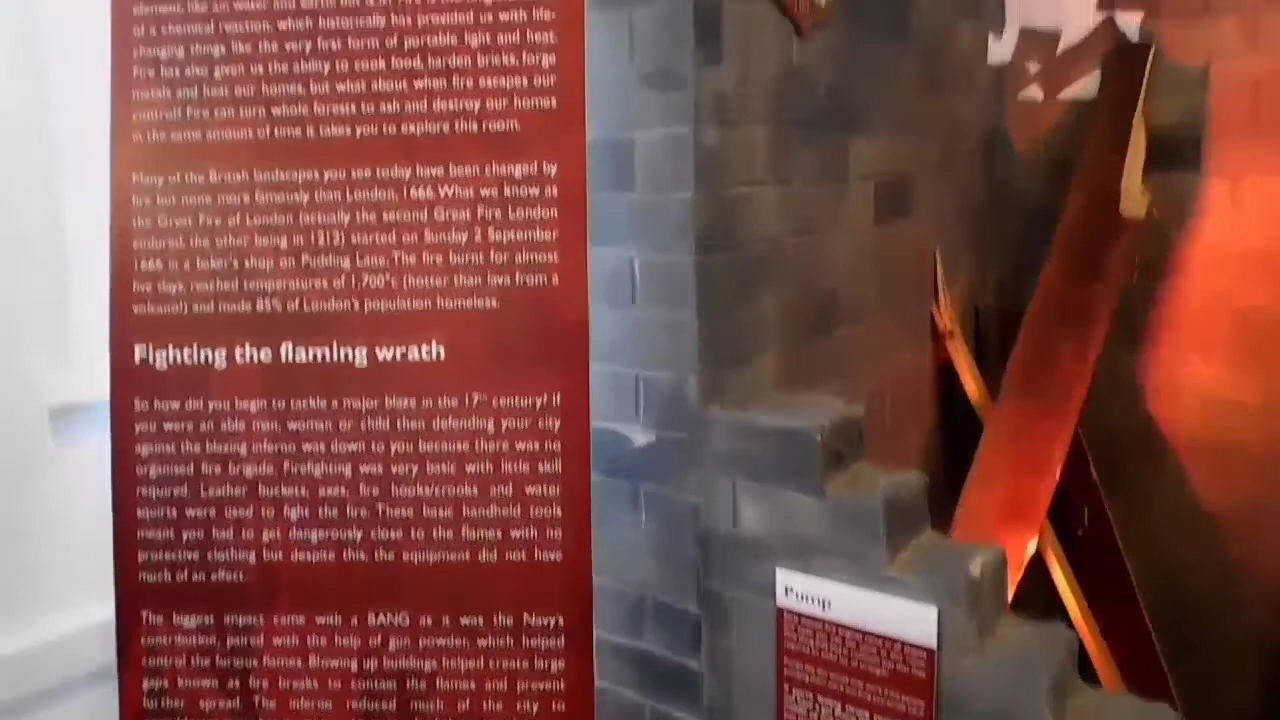 of a chemical reaction, which historically has provided us with life-
changing things like the very first form of portable light and heat.
Fire has also given us the ability to cook food, harden bricks, forge
metals and heat our homes, but what about when fire escapes our
control? Fire can turn whole forests to ash and destroy our homes
in the same amount of time it takes you to explore this room.
Many of the British landscapes you see today have been changed by
fire but none more famously than London, 1666. What we know as
the Great Fire of London (actually the second Great Fire London
endured, the other being in 1212) started on Sunday 2 September
1666 in a baker's shop on Pudding Lane. The fire burnt for almost
five days, reached temperatures of 1,700°c (hotter than lava from a
volcano!) and made 85% of London's population homeless.
Fighting the flaming wrath
So how did you begin to tackle a major blaze in the 17th century? If
you were an able man, woman or child then defending your city
against the blazing inferno was down to you because there was no
organised fire brigade. Firefighting was very basic with little skill
required. Leather buckets, axes, fire hooks/crooks and water
squirts were used to fight the fire. These basic handheld tools
meant you had to get dangerously close to the flames with no
protective clothing but despite this, the equipment did not have
much of an effect.
The biggest impact came with a BANG as it was the Navy's
contribution, paired with the help of gun powder, which helped
control the furious flames. Blowing up buildings helped create large
gaps known as fire breaks to contain the flames and prevent
further spread. The inferno reduced much of the city to
Pump